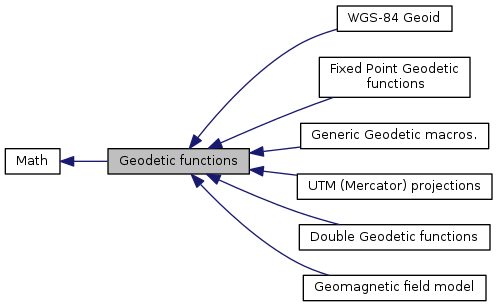 WGS-84 Geoid
Fixed Point Geodetic
functions
Generic Geodetic macros.
Math
Geodetic functions
UTM (Mercator) projections
Double Geodetic functions
Geomagnetic field model